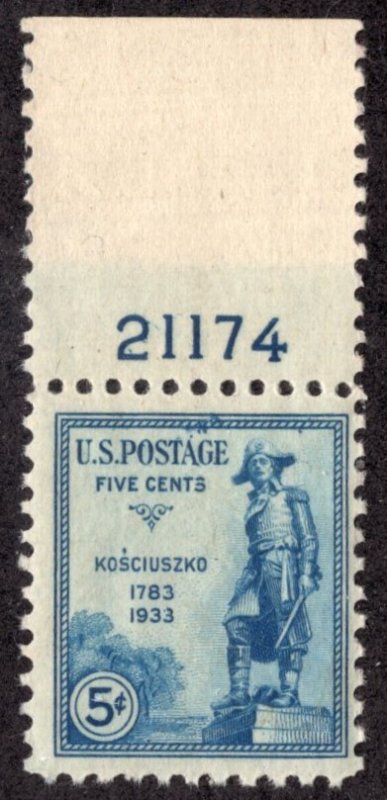 21174
U.S.POSTAGE
FIVE CENTS
KOŚCIUSZKO
1783
1933
5¢